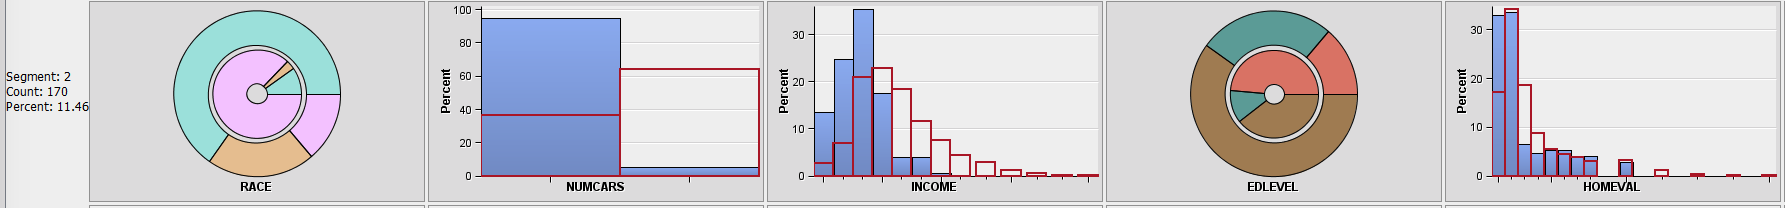 Segment: 2
Count: 170
Percent: 11.46
RACE
Percent
100
80
60
40
20
0
NUMCARS
Percent
30
20
10
0
INCOME
EDLEVEL
Percent
30
20
10
0
HOMEVAL